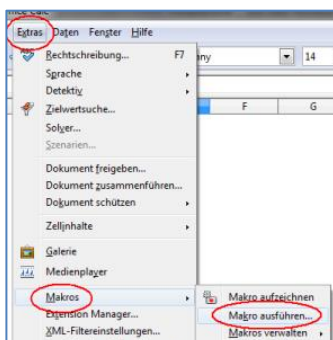 Extras Daten Fenster Hilfe
Rechtschreibung... F7
Sprache
Detektiv
Zielwertsuche...
Solver...
Szenarien...
Dokument freigeben...
Dokument zusammenführen...
Dokument schützen
Zellinhalte
Galerie
Medienplayer
Makros
Extension Manager...
XML-Filtereinstellungen...
14
F G
Makro aufzeichnen
Makro ausführen...
Makros verwalten